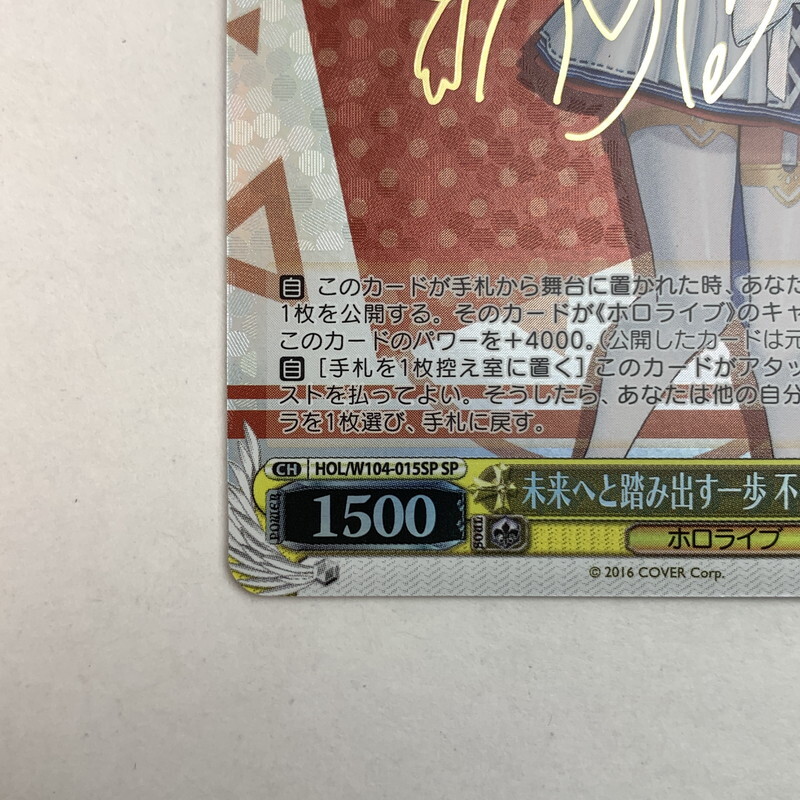 自 このカードが手札から舞台に置かれた時、あなた
1枚を公開する。そのカードが《ホロライブ》のキャ
このカードのパワーを＋4000。(公開したカードは元
自 ［手札を1枚控え室に置く］ このカードがアタッ
ストを払ってよい。そうしたら、あなたは他の自分
ラを1枚選び、手札に戻す。
CH HOL/W104-015SP SP
未来へと踏み出す一歩 不
POWER 1500 SOUL
ホロライブ
© 2016 COVER Corp.